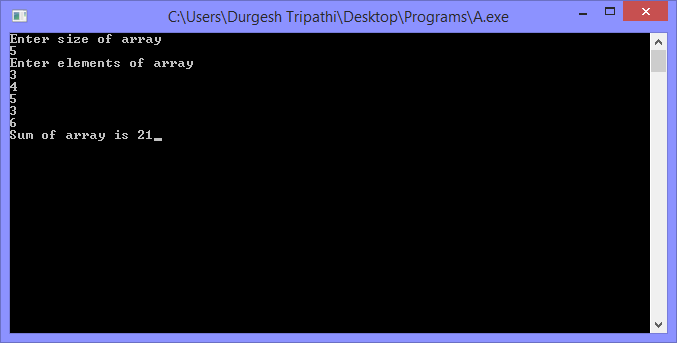 C:\Users\Durgesh Tripathi\Desktop\Programs\A.exe
Enter size of array
5
Enter elements of array
3
4
5
3
6
Sum of array is 21